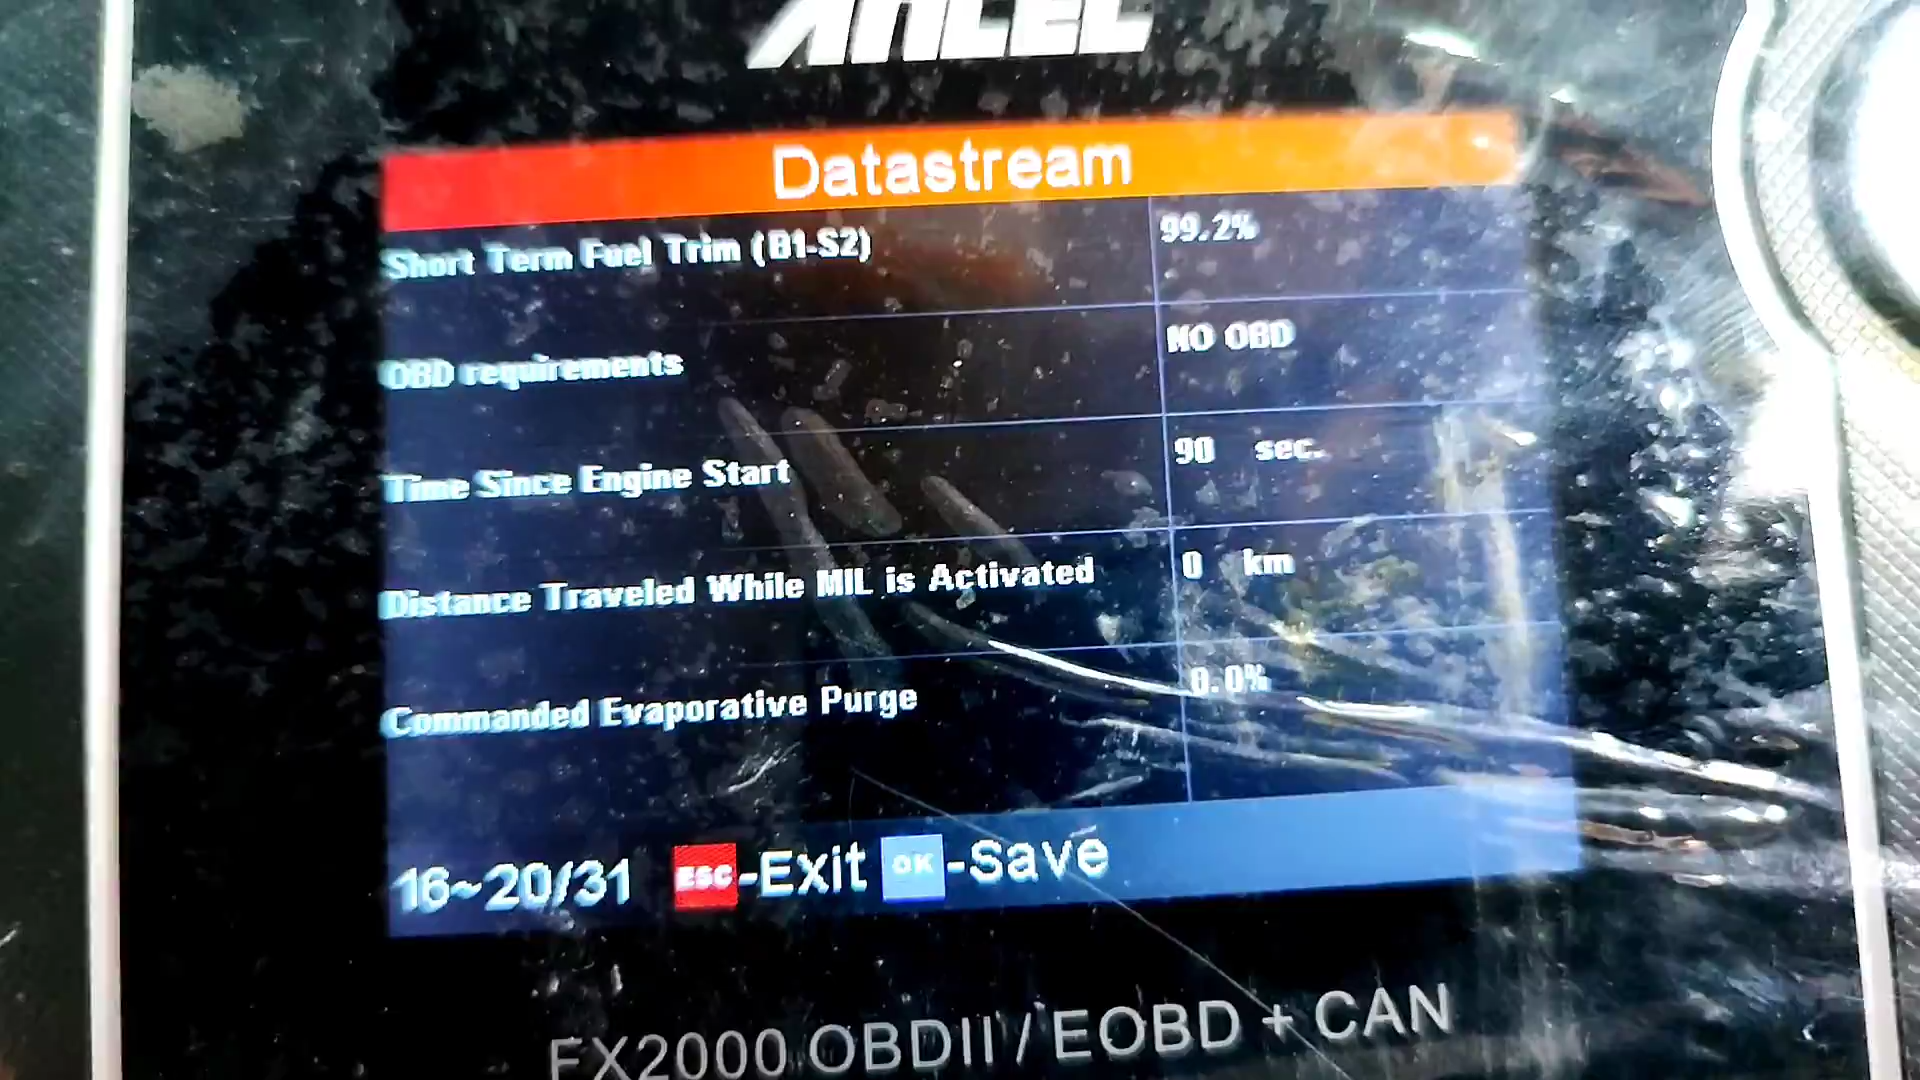 ANCEL
Datastream
Short Term Fuel Trim (B1-S2) 99.2%
OBD requirements NO OBD
Time Since Engine Start 90 sec.
Distance Traveled While MIL is Activated 0 km
Commanded Evaporative Purge 0.0%
16~20/31 ESC-Exit OK-Save
FX2000 OBDII / EOBD + CAN